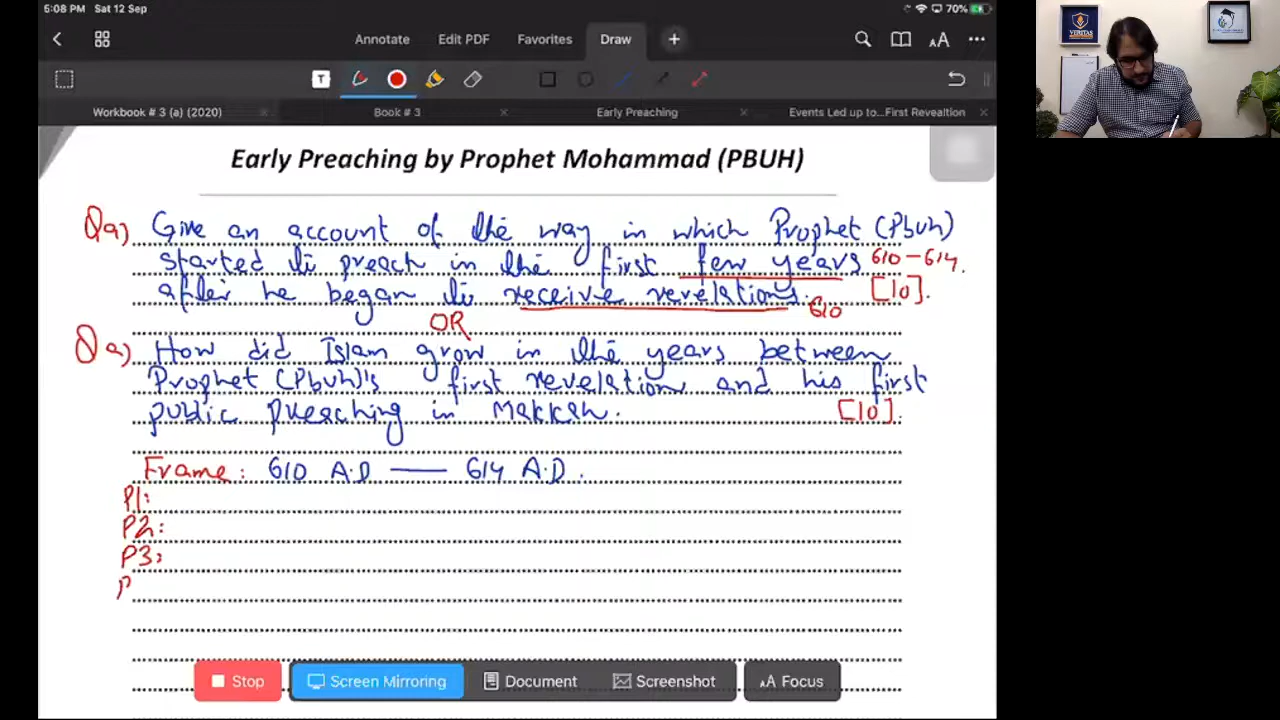 5:08 PM Sat 12 Sep 70%
Annotate Edit PDF Favorites Draw
AA
T
Workbook # 3 (a) (2020) Book # 3 Early Preaching Events Led up to...First Revealtion
VERITAS
Early Preaching by Prophet Mohammad (PBUH)
Qa) Give an account of the way in which Prophet (Pbuh)
started to preach in the first few years 610-614.
after he began to receive revelations. [10].
610
OR
Qa) How did Islam grow in the years between
Prophet (Pbuh)'s first revelation and his first
public preaching in Makkah. [10].
Frame: 610 A.D — 614 A.D.
P1:
P2:
P3:
P
Stop Screen Mirroring Document Screenshot AA Focus